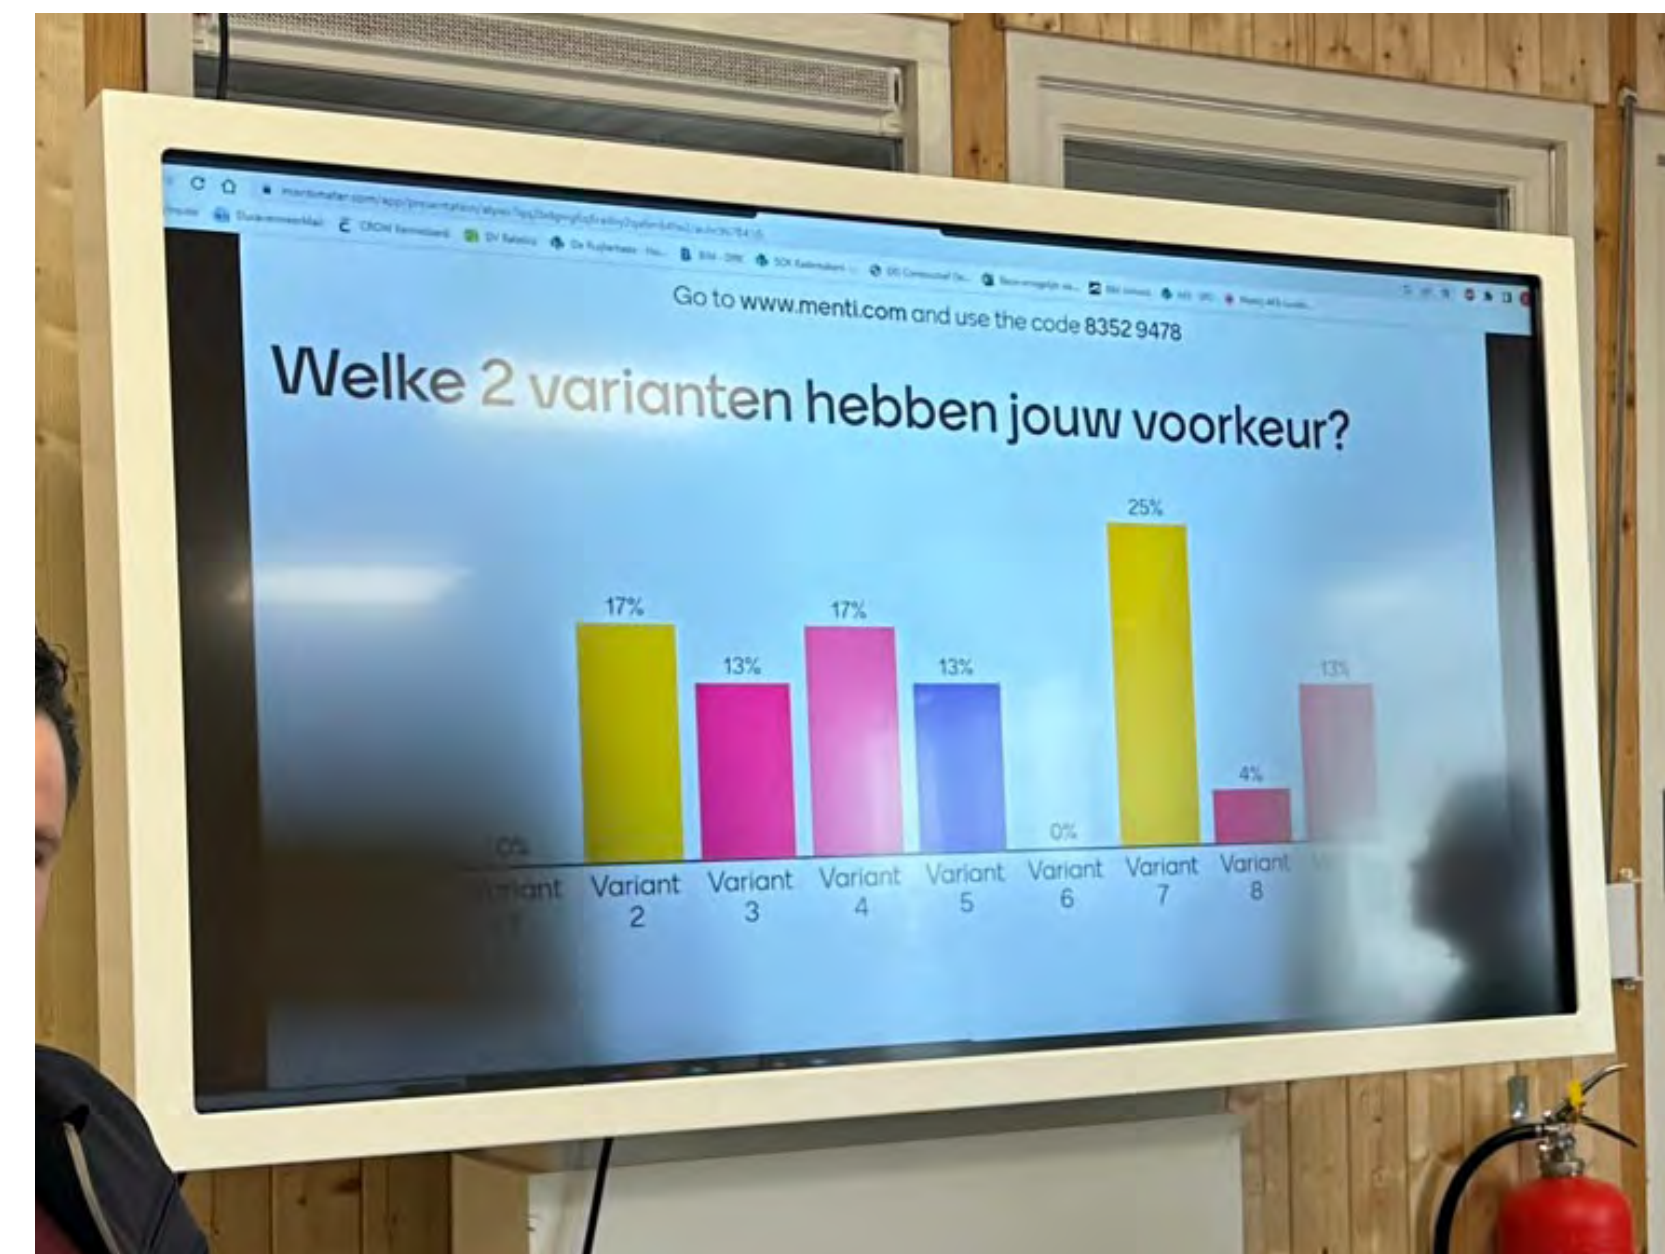 Go to www.menti.com and use the code 8352 9478
Welke 2 varianten hebben jouw voorkeur?
25%
17%
17%
13%
13%
13%
4%
0%
0%
Variant
Variant
2
Variant
3
Variant
4
Variant
5
Variant
6
Variant
7
Variant
8